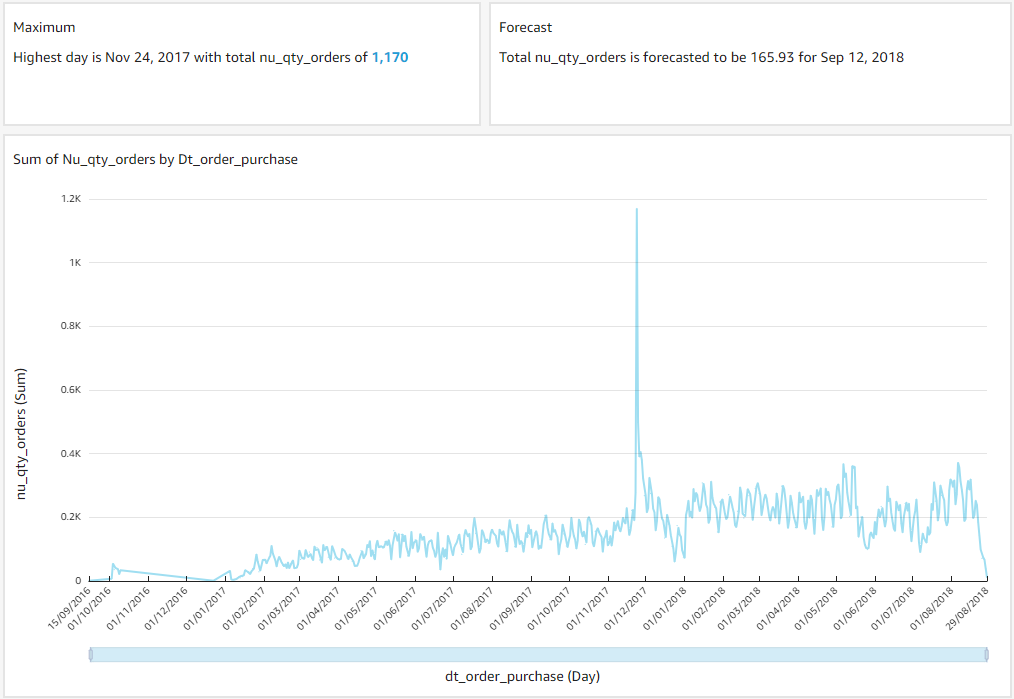 Maximum
Highest day is Nov 24, 2017 with total nu_qty_orders of 1,170
Forecast
Total nu_qty_orders is forecasted to be 165.93 for Sep 12, 2018
Sum of Nu_qty_orders by Dt_order_purchase
nu_qty_orders (Sum)
1.2K
1K
0.8K
0.6K
0.4K
0.2K
0
15/09/2016
01/10/2016
01/11/2016
01/12/2016
01/01/2017
01/02/2017
01/03/2017
01/04/2017
01/05/2017
01/06/2017
01/07/2017
01/08/2017
01/09/2017
01/10/2017
01/11/2017
01/12/2017
01/01/2018
01/02/2018
01/03/2018
01/04/2018
01/05/2018
01/06/2018
01/07/2018
01/08/2018
29/08/2018
dt_order_purchase (Day)